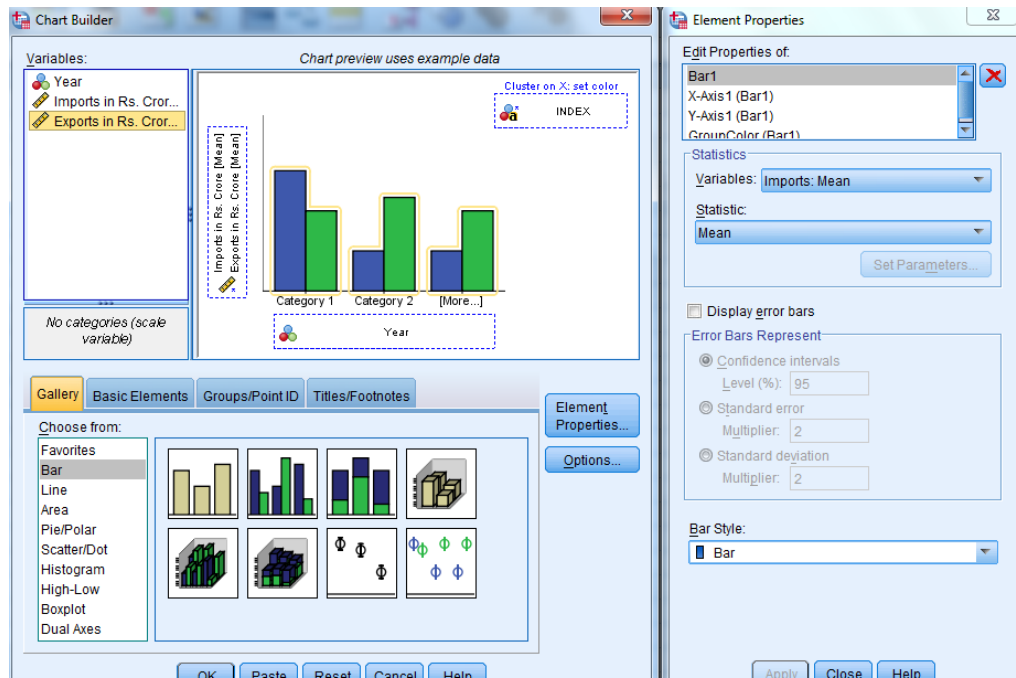 Chart Builder
Variables:
Chart preview uses example data
Year
Imports in Rs. Cror...
Exports in Rs. Cror...
No categories (scale
variable)
Cluster on X: set color
INDEX
Imports in Rs. Crore [Mean]
Exports in Rs. Crore [Mean]
Category 1 Category 2 [More...]
Year
Gallery Basic Elements Groups/Point ID Titles/Footnotes
Choose from:
Favorites
Bar
Line
Area
Pie/Polar
Scatter/Dot
Histogram
High-Low
Boxplot
Dual Axes
Element
Properties...
Options...
OK Paste Reset Cancel Help
Element Properties
Edit Properties of:
Bar1
X-Axis1 (Bar1)
Y-Axis1 (Bar1)
GroupColor (Bar1)
Statistics
Variables: Imports: Mean
Statistic:
Mean
Set Parameters...
Display error bars
Error Bars Represent
Confidence intervals
Level (%): 95
Standard error
Multiplier: 2
Standard deviation
Multiplier: 2
Bar Style:
Bar
Apply Close Help